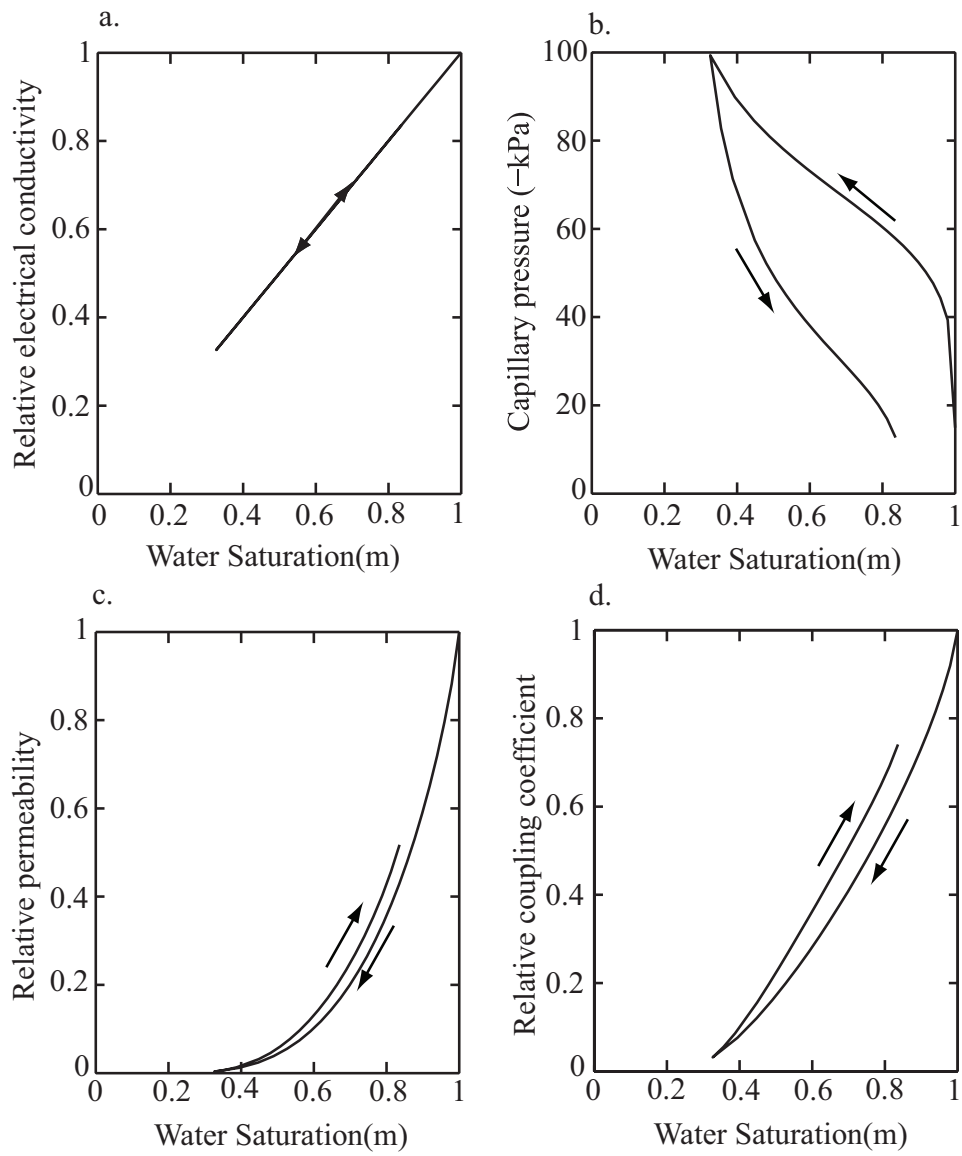 a.
1
0.8
0.6
0.4
0.2
0
0 0.2 0.4 0.6 0.8 1
Relative electrical conductivity
Water Saturation(m)
b.
100
80
60
40
20
0
0 0.2 0.4 0.6 0.8 1
Capillary pressure (−kPa)
Water Saturation(m)
c.
1
0.8
0.6
0.4
0.2
0
0 0.2 0.4 0.6 0.8 1
Relative permeability
Water Saturation(m)
d.
1
0.8
0.6
0.4
0.2
0
0 0.2 0.4 0.6 0.8 1
Relative coupling coefficient
Water Saturation(m)